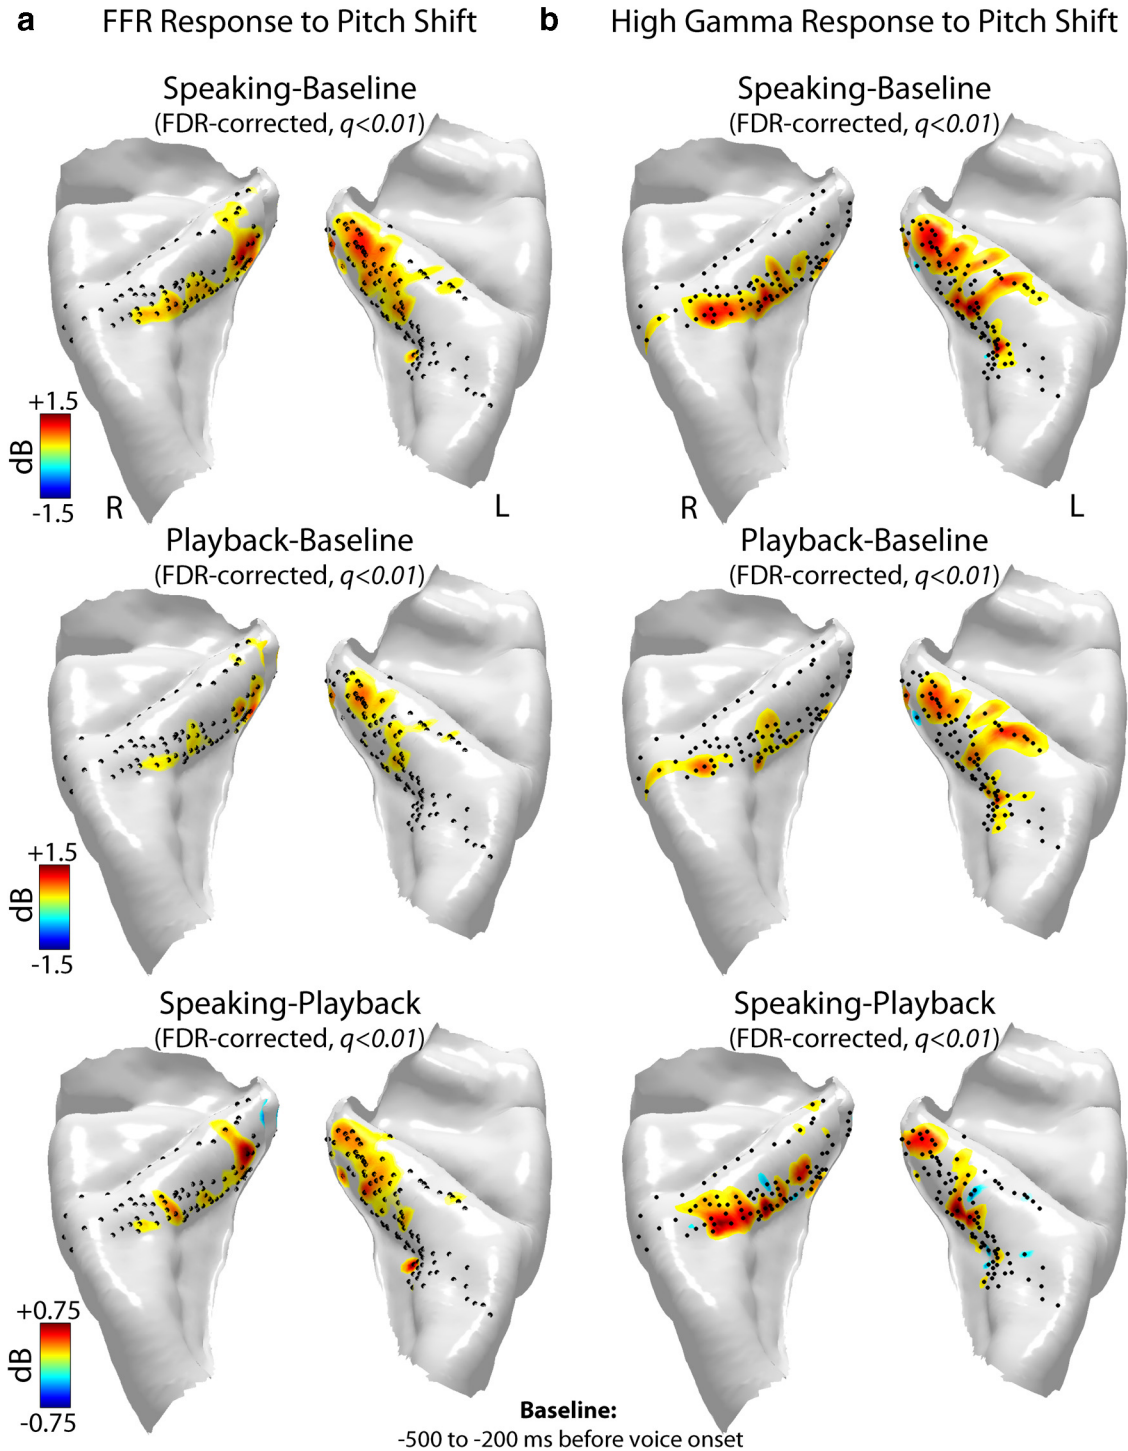 a FFR Response to Pitch Shift
b High Gamma Response to Pitch Shift
Speaking-Baseline
(FDR-corrected, q<0.01)
Speaking-Baseline
(FDR-corrected, q<0.01)
+1.5
dB
-1.5
R
L
R
L
Playback-Baseline
(FDR-corrected, q<0.01)
Playback-Baseline
(FDR-corrected, q<0.01)
+1.5
dB
-1.5
Speaking-Playback
(FDR-corrected, q<0.01)
Speaking-Playback
(FDR-corrected, q<0.01)
+0.75
dB
-0.75
Baseline:
-500 to -200 ms before voice onset